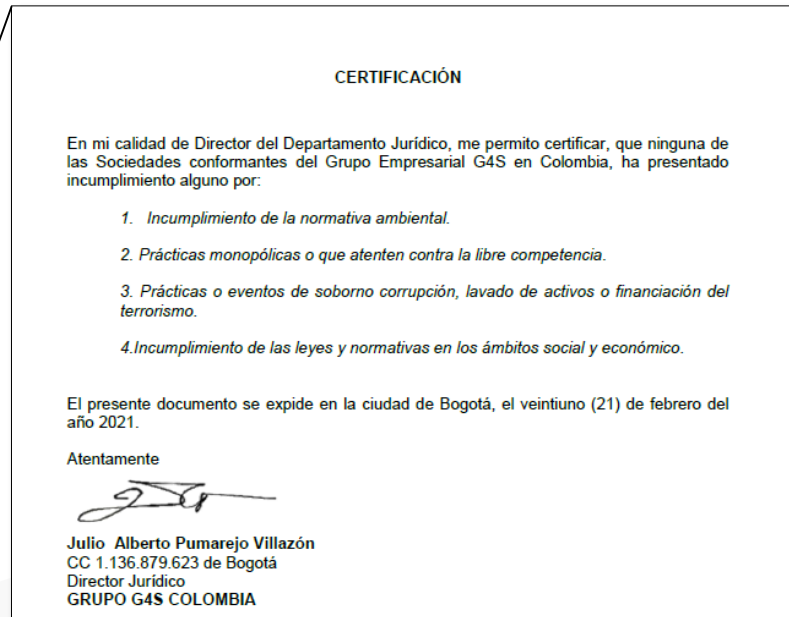 CERTIFICACIÓN
En mi calidad de Director del Departamento Jurídico, me permito certificar, que ninguna de
las Sociedades conformantes del Grupo Empresarial G4S en Colombia, ha presentado
incumplimiento alguno por:
1. Incumplimiento de la normativa ambiental.
2. Prácticas monopólicas o que atenten contra la libre competencia.
3. Prácticas o eventos de soborno corrupción, lavado de activos o financiación del
terrorismo.
4.Incumplimiento de las leyes y normativas en los ámbitos social y económico.
El presente documento se expide en la ciudad de Bogotá, el veintiuno (21) de febrero del
año 2021.
Atentamente
Julio Alberto Pumarejo Villazón
CC 1.136.879.623 de Bogotá
Director Jurídico
GRUPO G4S COLOMBIA